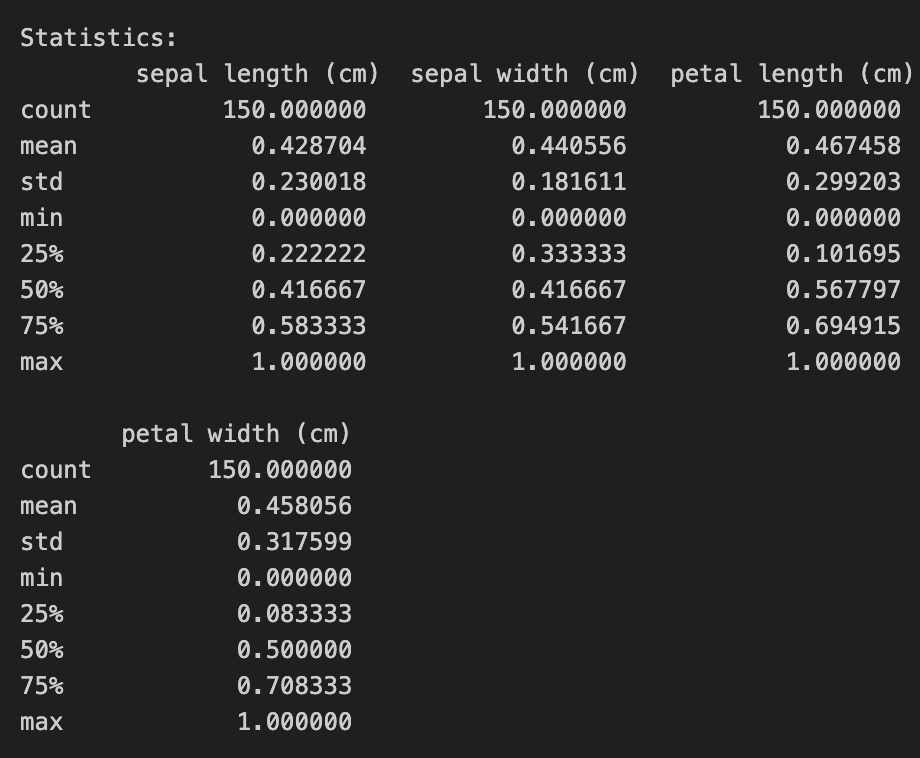 Statistics:
sepal length (cm)  sepal width (cm)  petal length (cm)
count         150.000000        150.000000         150.000000
mean            0.428704          0.440556           0.467458
std             0.230018          0.181611           0.299203
min             0.000000          0.000000           0.000000
25%             0.222222          0.333333           0.101695
50%             0.416667          0.416667           0.567797
75%             0.583333          0.541667           0.694915
max             1.000000          1.000000           1.000000
petal width (cm)
count        150.000000
mean           0.458056
std            0.317599
min            0.000000
25%            0.083333
50%            0.500000
75%            0.708333
max            1.000000